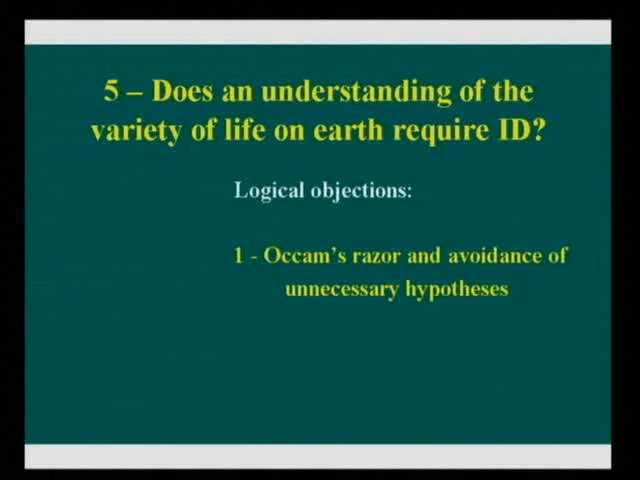 5 – Does an understanding of the
variety of life on earth require ID?
Logical objections:
1 - Occam's razor and avoidance of
unnecessary hypotheses